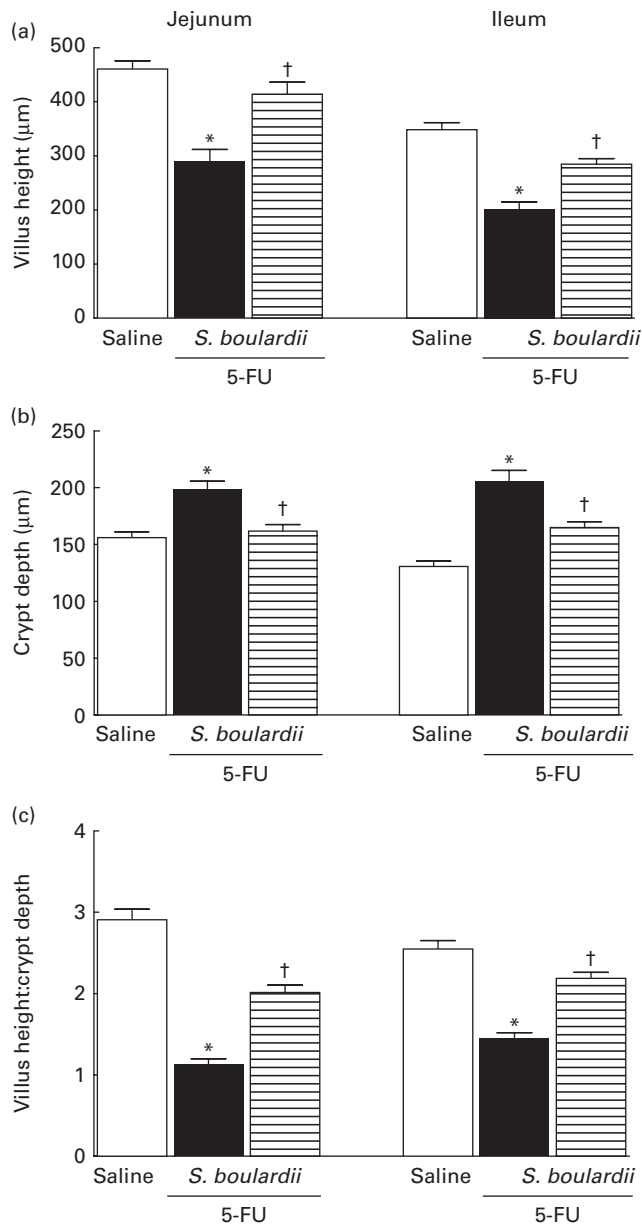 Jejunum Ileum
(a)
500
400
300
200
100
0
Villus height (μm)
*
†
*
†
Saline S. boulardii Saline S. boulardii
5-FU 5-FU
(b)
250
200
150
100
50
0
Crypt depth (μm)
*
†
*
†
Saline S. boulardii Saline S. boulardii
5-FU 5-FU
(c)
4
3
2
1
0
Villus height:crypt depth
*
†
*
†
Saline S. boulardii Saline S. boulardii
5-FU 5-FU